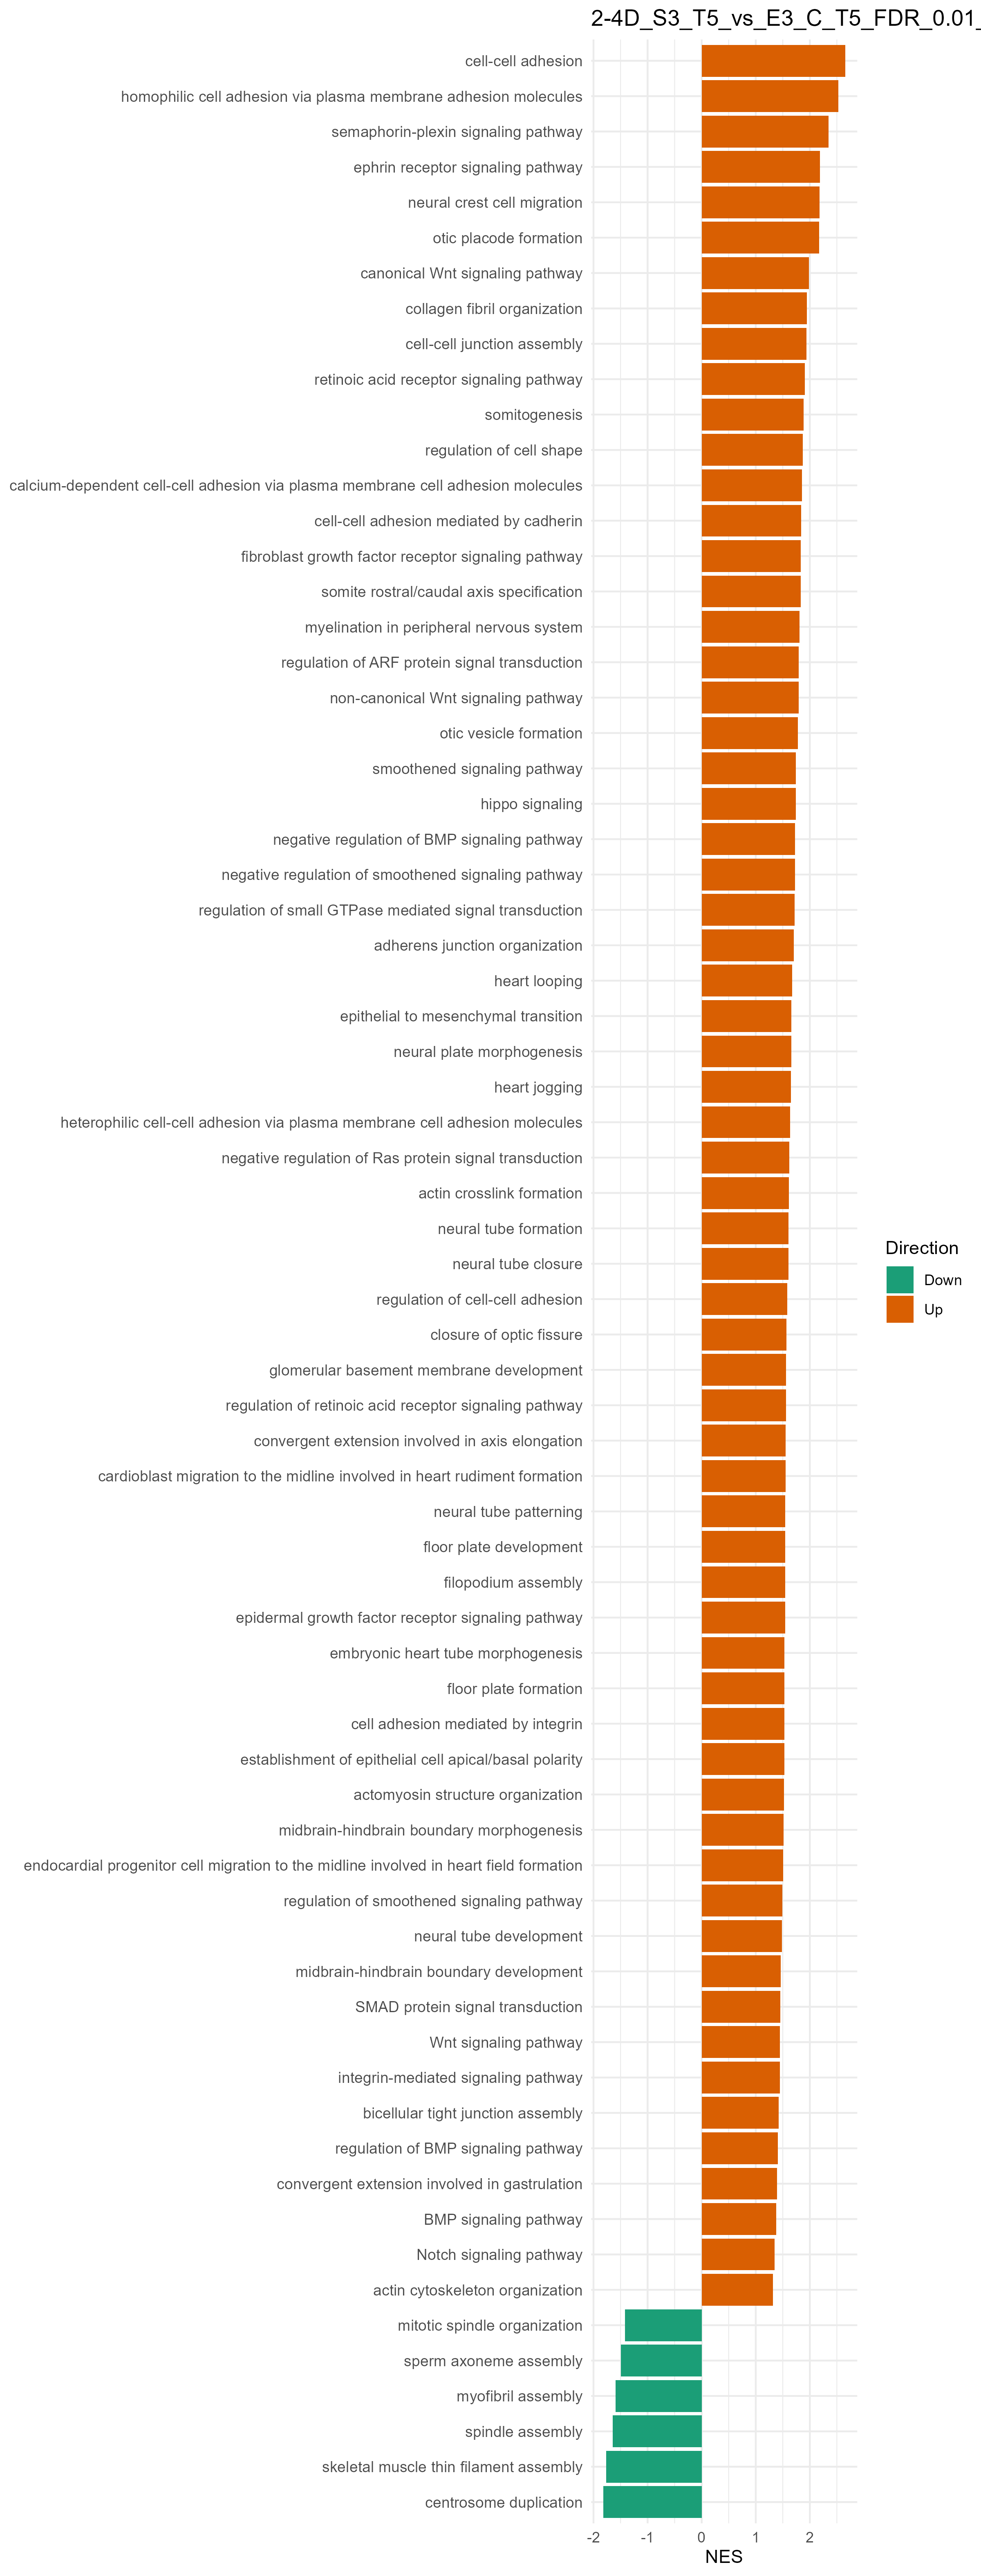 2-4D_S3_T5_vs_E3_C_T5_FDR_0.01_
cell-cell adhesion
homophilic cell adhesion via plasma membrane adhesion molecules
semaphorin-plexin signaling pathway
ephrin receptor signaling pathway
neural crest cell migration
otic placode formation
canonical Wnt signaling pathway
collagen fibril organization
cell-cell junction assembly
retinoic acid receptor signaling pathway
somitogenesis
regulation of cell shape
calcium-dependent cell-cell adhesion via plasma membrane cell adhesion molecules
cell-cell adhesion mediated by cadherin
fibroblast growth factor receptor signaling pathway
somite rostral/caudal axis specification
myelination in peripheral nervous system
regulation of ARF protein signal transduction
non-canonical Wnt signaling pathway
otic vesicle formation
smoothened signaling pathway
hippo signaling
negative regulation of BMP signaling pathway
negative regulation of smoothened signaling pathway
regulation of small GTPase mediated signal transduction
adherens junction organization
heart looping
epithelial to mesenchymal transition
neural plate morphogenesis
heart jogging
heterophilic cell-cell adhesion via plasma membrane cell adhesion molecules
negative regulation of Ras protein signal transduction
actin crosslink formation
neural tube formation
neural tube closure
regulation of cell-cell adhesion
closure of optic fissure
glomerular basement membrane development
regulation of retinoic acid receptor signaling pathway
convergent extension involved in axis elongation
cardioblast migration to the midline involved in heart rudiment formation
neural tube patterning
floor plate development
filopodium assembly
epidermal growth factor receptor signaling pathway
embryonic heart tube morphogenesis
floor plate formation
cell adhesion mediated by integrin
establishment of epithelial cell apical/basal polarity
actomyosin structure organization
midbrain-hindbrain boundary morphogenesis
endocardial progenitor cell migration to the midline involved in heart field formation
regulation of smoothened signaling pathway
neural tube development
midbrain-hindbrain boundary development
SMAD protein signal transduction
Wnt signaling pathway
integrin-mediated signaling pathway
bicellular tight junction assembly
regulation of BMP signaling pathway
convergent extension involved in gastrulation
BMP signaling pathway
Notch signaling pathway
actin cytoskeleton organization
mitotic spindle organization
sperm axoneme assembly
myofibril assembly
spindle assembly
skeletal muscle thin filament assembly
centrosome duplication
-2 -1 0 1 2
NES
Direction
Down
Up